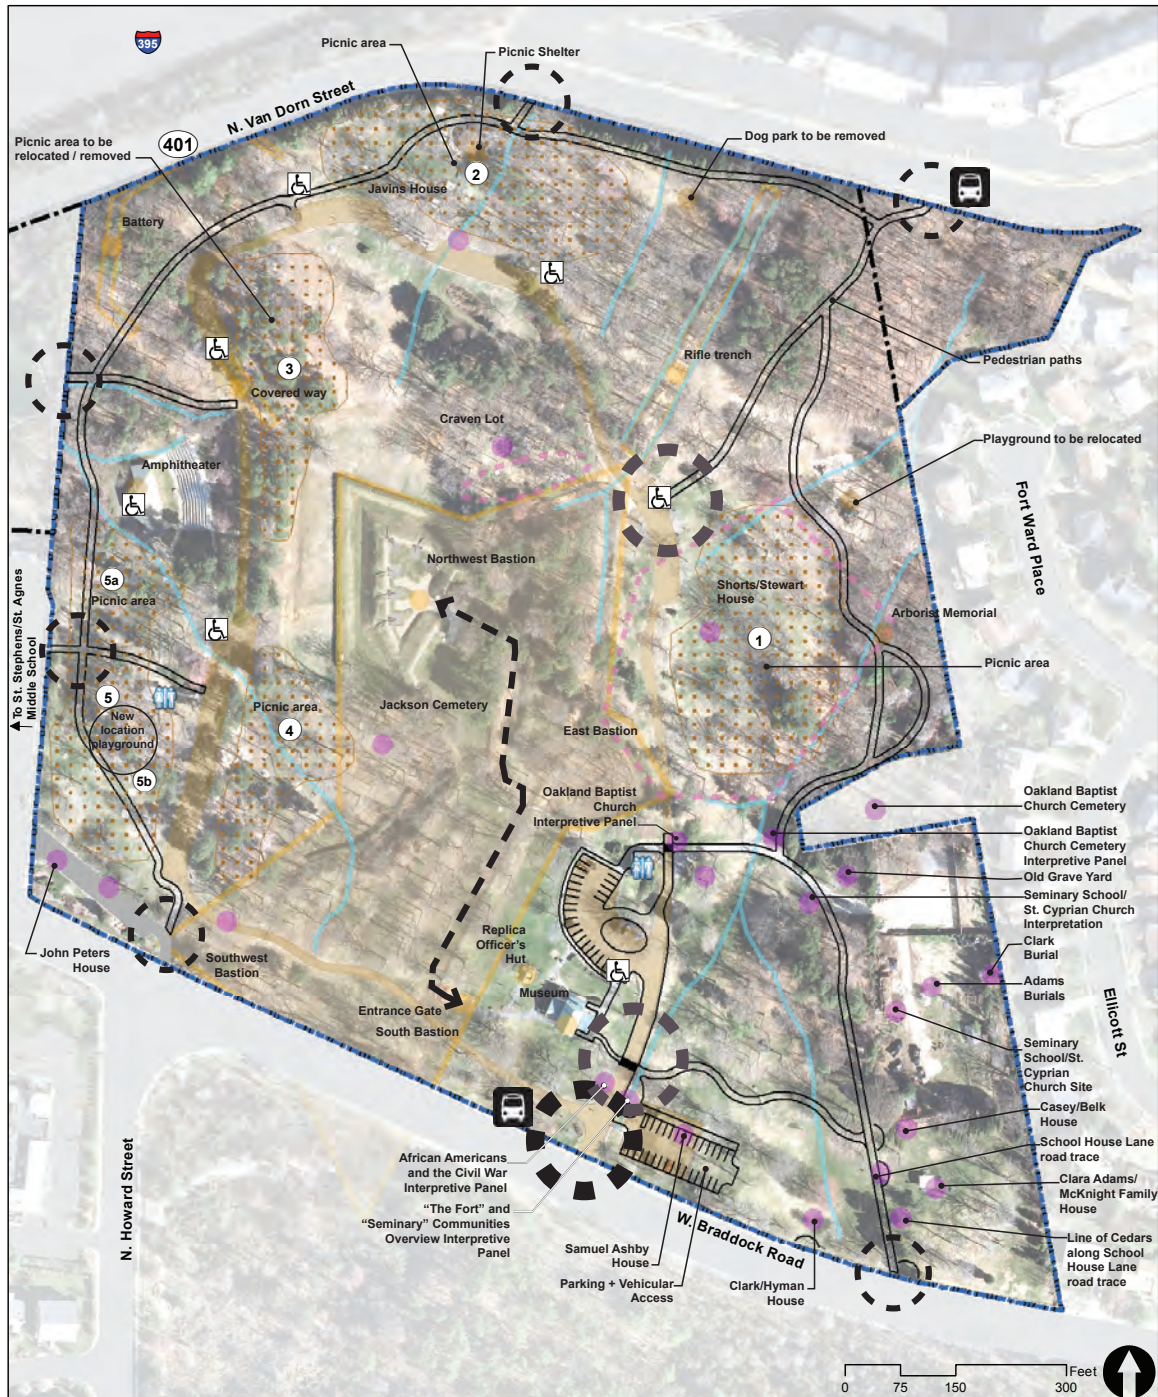 395
Picnic area
Picnic Shelter
N. Van Dorn Street
Picnic area to be
relocated / removed
401
Dog park to be removed
2
Javins House
Battery
Rifle trench
Pedestrian paths
3
Covered way
Craven Lot
Playground to be relocated
Amphitheater
Fort Ward Place
Northwest Bastion
5a
Picnic area
Shorts/Stewart
House
Arborist Memorial
1
Picnic area
To St. Stephens/St. Agnes
Middle School
5
New
location
playground
5b
Picnic area
4
Jackson Cemetery
East Bastion
Oakland Baptist
Church
Interpretive Panel
Oakland Baptist
Church Cemetery
Oakland Baptist
Church Cemetery
Interpretive Panel
Old Grave Yard
Seminary School/
St. Cyprian Church
Interpretation
Clark
Burial
Adams
Burials
Ellicott St
Seminary
School/St.
Cyprian
Church Site
Casey/Belk
House
School House Lane
road trace
Clara Adams/
McKnight Family
House
Line of Cedars
along School
House Lane
road trace
John Peters
House
Southwest
Bastion
Replica
Officer's
Hut
Museum
Entrance Gate
South Bastion
N. Howard Street
African Americans
and the Civil War
Interpretive Panel
“The Fort” and
“Seminary” Communities
Overview Interpretive
Panel
W. Braddock Road
Samuel Ashby
House
Parking + Vehicular
Access
Clark/Hyman
House
Feet
0 75 150 300